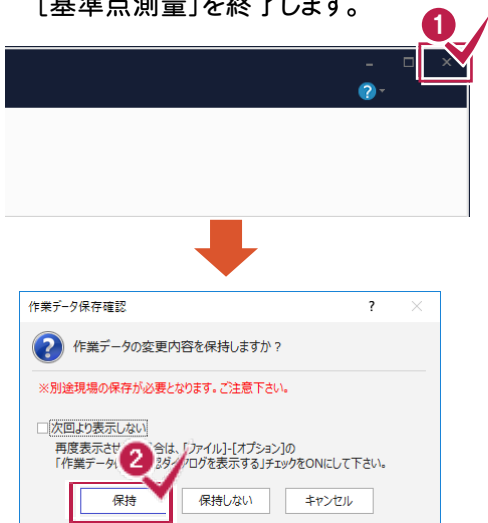 ［基準点測量］を終了します。
1
?
作業データ保存確認 ?
作業データの変更内容を保持しますか？
※別途現場の保存が必要となります。ご注意下さい。
次回より表示しない
再度表示させ 合は、[ファイル]-[オプション]の
「作業データ ダイアログを表示する」チェックをONにして下さい。
2
保持 保持しない キャンセル